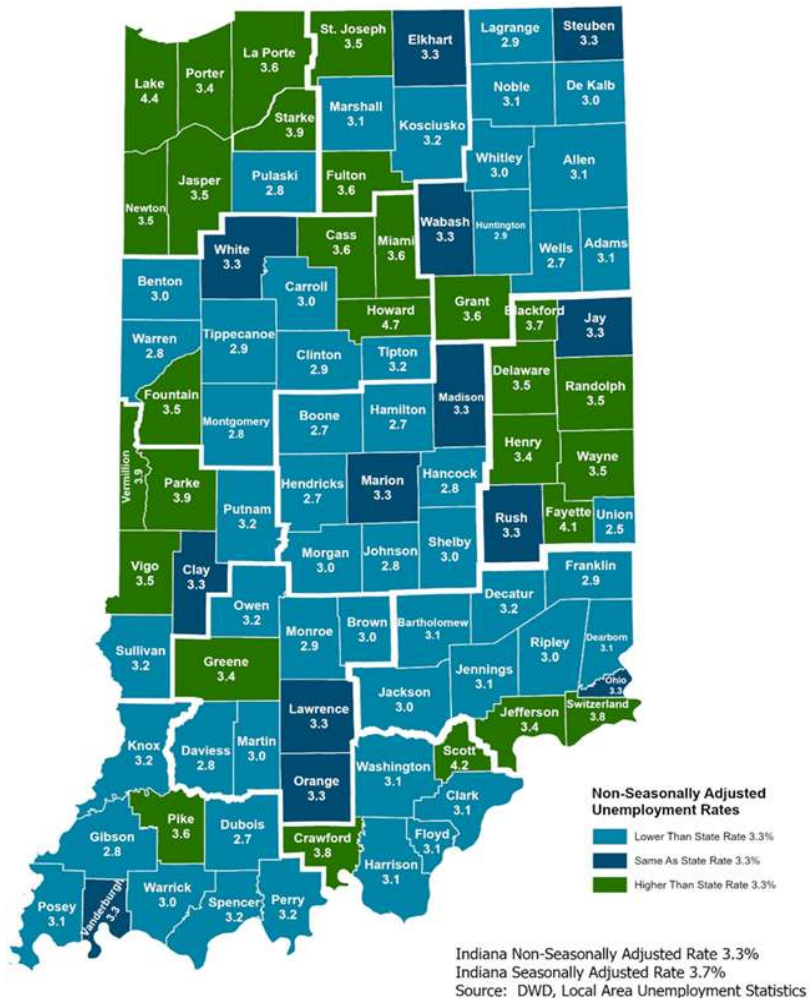 St. Joseph
3.5
Elkhart
3.3
Lagrange
2.9
Steuben
3.3
Lake
4.4
Porter
3.4
La Porte
3.6
Noble
3.1
De Kalb
3.0
Marshall
3.1
Kosciusko
3.2
Starke
3.9
Whitley
3.0
Allen
3.1
Newton
3.5
Jasper
3.5
Pulaski
2.8
Fulton
3.6
Wabash
3.3
Huntington
2.9
Wells
2.7
Adams
3.1
White
3.3
Cass
3.6
Miami
3.6
Benton
3.0
Carroll
3.0
Howard
4.7
Grant
3.6
Blackford
3.7
Jay
3.3
Warren
2.8
Tippecanoe
2.9
Clinton
2.9
Tipton
3.2
Madison
3.3
Delaware
3.5
Randolph
3.5
Fountain
3.5
Montgomery
2.8
Boone
2.7
Hamilton
2.7
Henry
3.4
Wayne
3.5
Vermillion
3.9
Parke
3.9
Putnam
3.2
Hendricks
2.7
Marion
3.3
Hancock
2.8
Rush
3.3
Fayette
4.1
Union
2.5
Vigo
3.5
Clay
3.3
Morgan
3.0
Johnson
2.8
Shelby
3.0
Franklin
2.9
Owen
3.2
Monroe
2.9
Brown
3.0
Bartholomew
3.1
Decatur
3.2
Ripley
3.0
Dearborn
3.1
Sullivan
3.2
Greene
3.4
Jennings
3.1
Ohio
3.3
Lawrence
3.3
Jackson
3.0
Jefferson
3.4
Switzerland
3.8
Knox
3.2
Daviess
2.8
Martin
3.0
Orange
3.3
Washington
3.1
Scott
4.2
Clark
3.1
Pike
3.6
Dubois
2.7
Crawford
3.8
Floyd
3.1
Gibson
2.8
Harrison
3.1
Posey
3.1
Vanderburgh
3.3
Warrick
3.0
Spencer
3.2
Perry
3.2
Non-Seasonally Adjusted
Unemployment Rates
Lower Than State Rate 3.3%
Same As State Rate 3.3%
Higher Than State Rate 3.3%
Indiana Non-Seasonally Adjusted Rate 3.3%
Indiana Seasonally Adjusted Rate 3.7%
Source: DWD, Local Area Unemployment Statistics